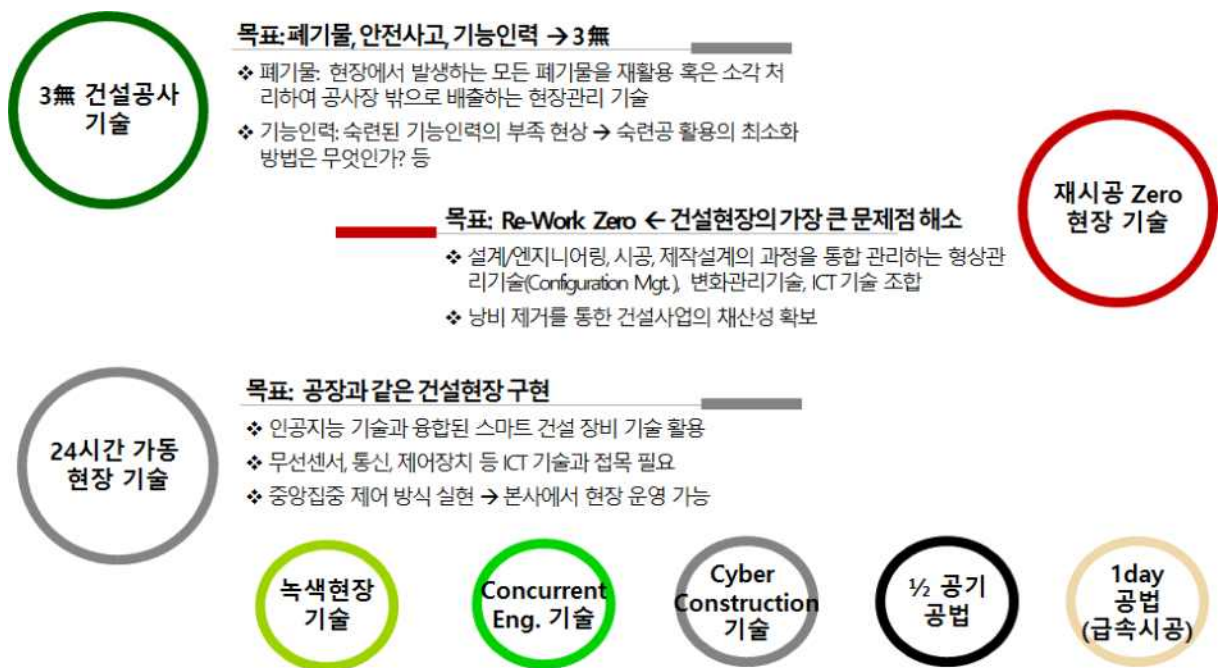 3無 건설공사
기술
목표: 폐기물, 안전사고, 기능인력 → 3無
❖ 폐기물: 현장에서 발생하는 모든 폐기물을 재활용 혹은 소각 처
리하여 공사장 밖으로 배출하는 현장관리 기술
❖ 기능인력: 숙련된 기능인력의 부족 현상 → 숙련공 활용의 최소화
방법은 무엇인가? 등
재시공 Zero
현장 기술
목표: Re-Work Zero ← 건설현장의 가장 큰 문제점 해소
❖ 설계/엔지니어링, 시공, 제작설계의 과정을 통합 관리하는 형상관
리기술(Configuration Mgt.), 변화관리기술, ICT 기술 조합
❖ 낭비 제거를 통한 건설사업의 채산성 확보
24시간 가동
현장 기술
목표: 공장과 같은 건설현장 구현
❖ 인공지능 기술과 융합된 스마트 건설 장비 기술 활용
❖ 무선센서, 통신, 제어장치 등 ICT 기술과 접목 필요
❖ 중앙집중 제어 방식 실현 → 본사에서 현장 운영 가능
녹색현장
기술
Concurrent
Eng. 기술
Cyber
Construction
기술
½ 공기
공법
1day
공법
(급속시공)